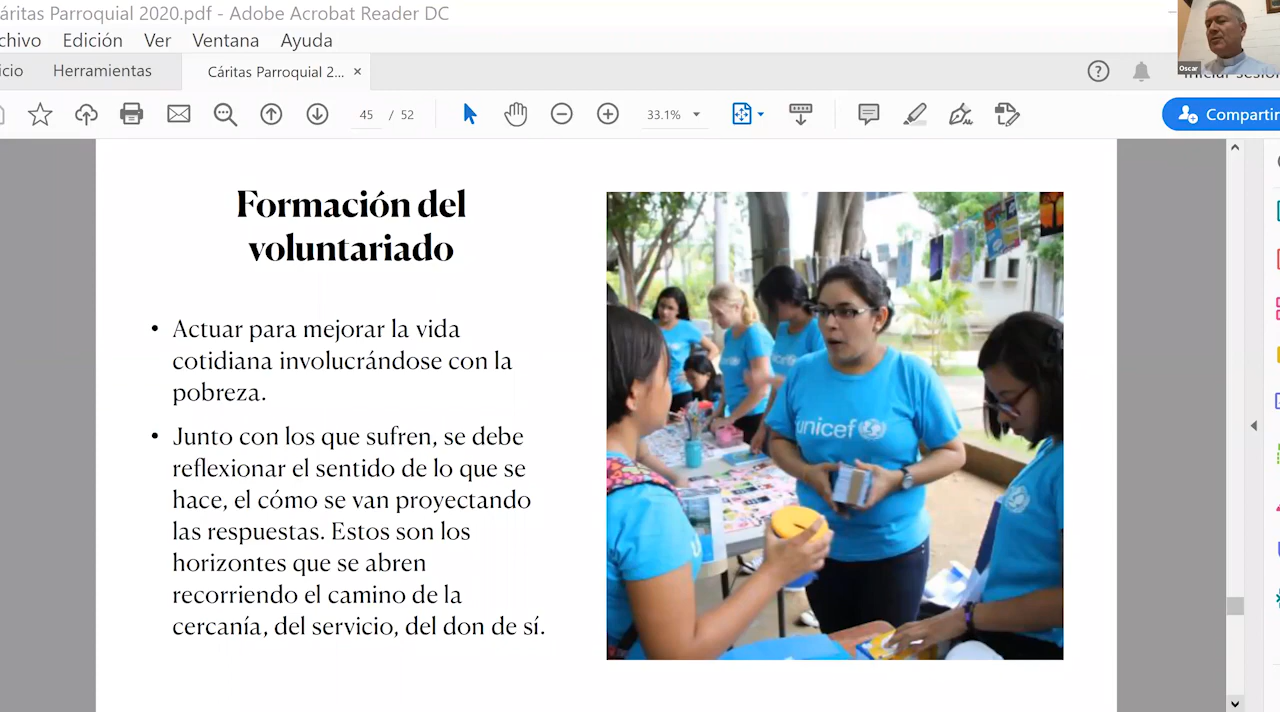 áritas Parroquial 2020.pdf - Adobe Acrobat Reader DC
chivo Edición Ver Ventana Ayuda
cio Herramientas Cáritas Parroquial 2... ×
Oscar
45 / 52 33.1% Compartir
Formación del
voluntariado
• Actuar para mejorar la vida
cotidiana involucrándose con la
pobreza.
• Junto con los que sufren, se debe
reflexionar el sentido de lo que se
hace, el cómo se van proyectando
las respuestas. Estos son los
horizontes que se abren
recorriendo el camino de la
cercanía, del servicio, del don de sí.
unicef